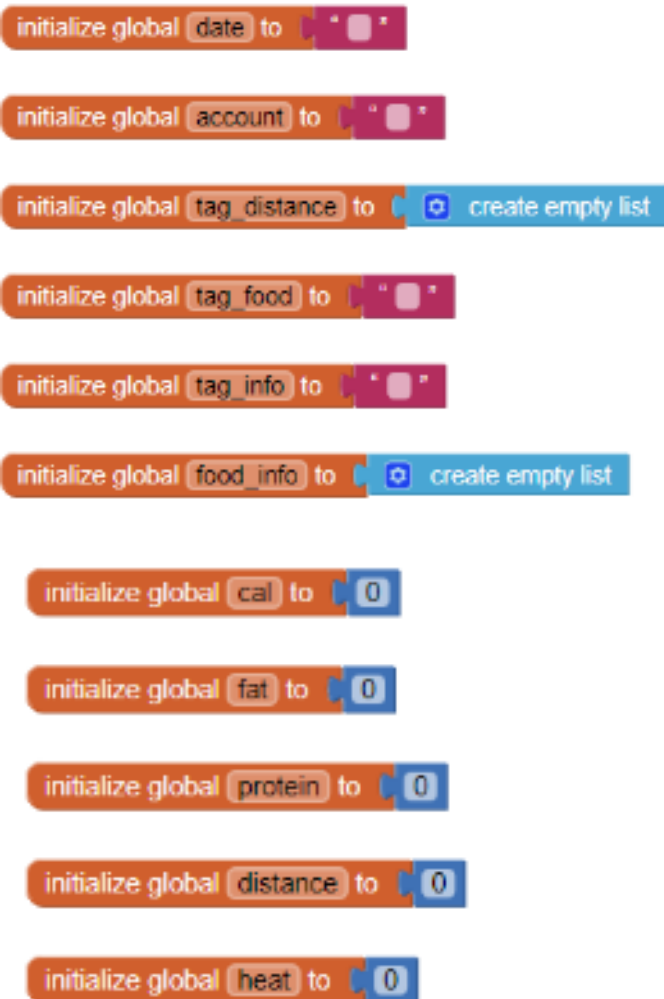 initialize global date to “ ”
initialize global account to “ ”
initialize global tag_distance to create empty list
initialize global tag_food to “ ”
initialize global tag_info to “ ”
initialize global food_info to create empty list
initialize global cal to 0
initialize global fat to 0
initialize global protein to 0
initialize global distance to 0
initialize global heat to 0